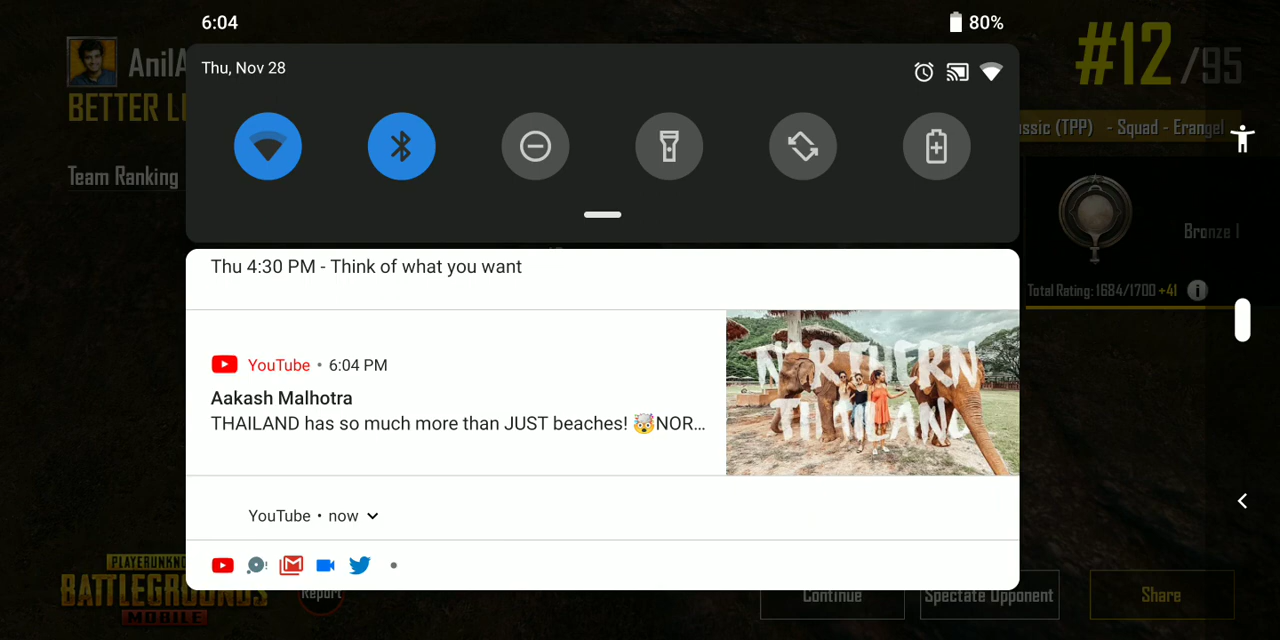 6:04
80%
Thu, Nov 28
AnilA
BETTER L
#12/95
ssic (TPP) - Squad - Erangel
Team Ranking
Bronze I
Total Rating: 1684/1700 +41
Thu 4:30 PM - Think of what you want
YouTube • 6:04 PM
Aakash Malhotra
THAILAND has so much more than JUST beaches! 🤯NOR...
NORTHERN
THAILAND
YouTube • now
PLAYERUNKNO
BATTLEGROUNDS
MOBILE
Report
Continue
Spectate Opponent
Share